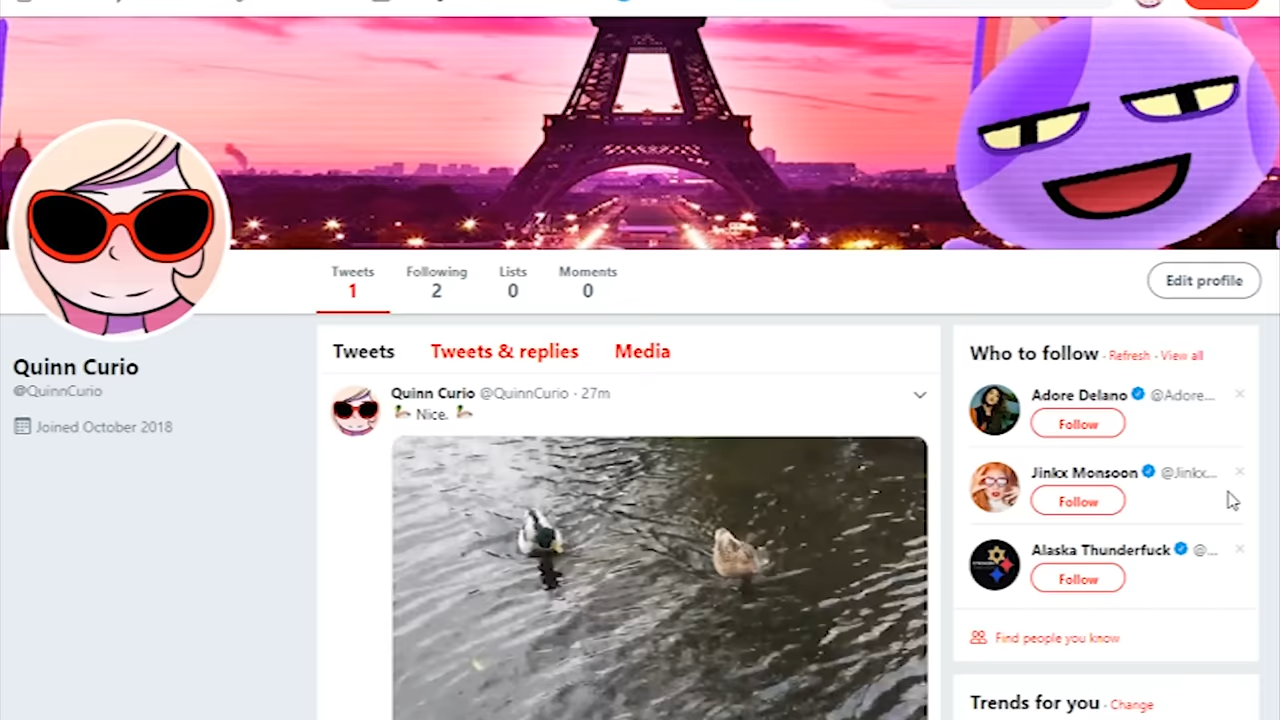 Tweets Following Lists Moments
1 2 0 0
Edit profile
Quinn Curio
@QuinnCurio
Joined October 2018
Tweets Tweets & replies Media
Quinn Curio @QuinnCurio · 27m
Nice.
Who to follow · Refresh · View all
Adore Delano @Adore...
Follow
Jinkx Monsoon @Jinkx...
Follow
Alaska Thunderfuck @...
Follow
Find people you know
Trends for you · Change